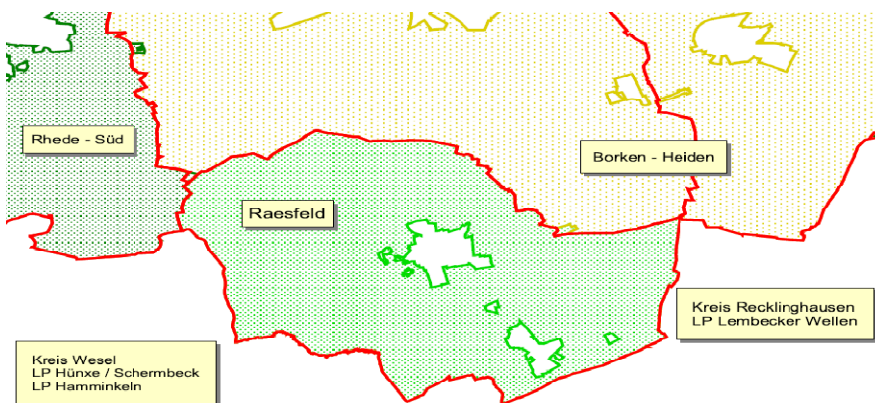 Rhede - Süd
Borken - Heiden
Raesfeld
Kreis Recklinghausen
LP Lembecker Wellen
Kreis Wesel
LP Hünxe / Schermbeck
LP Hamminkeln